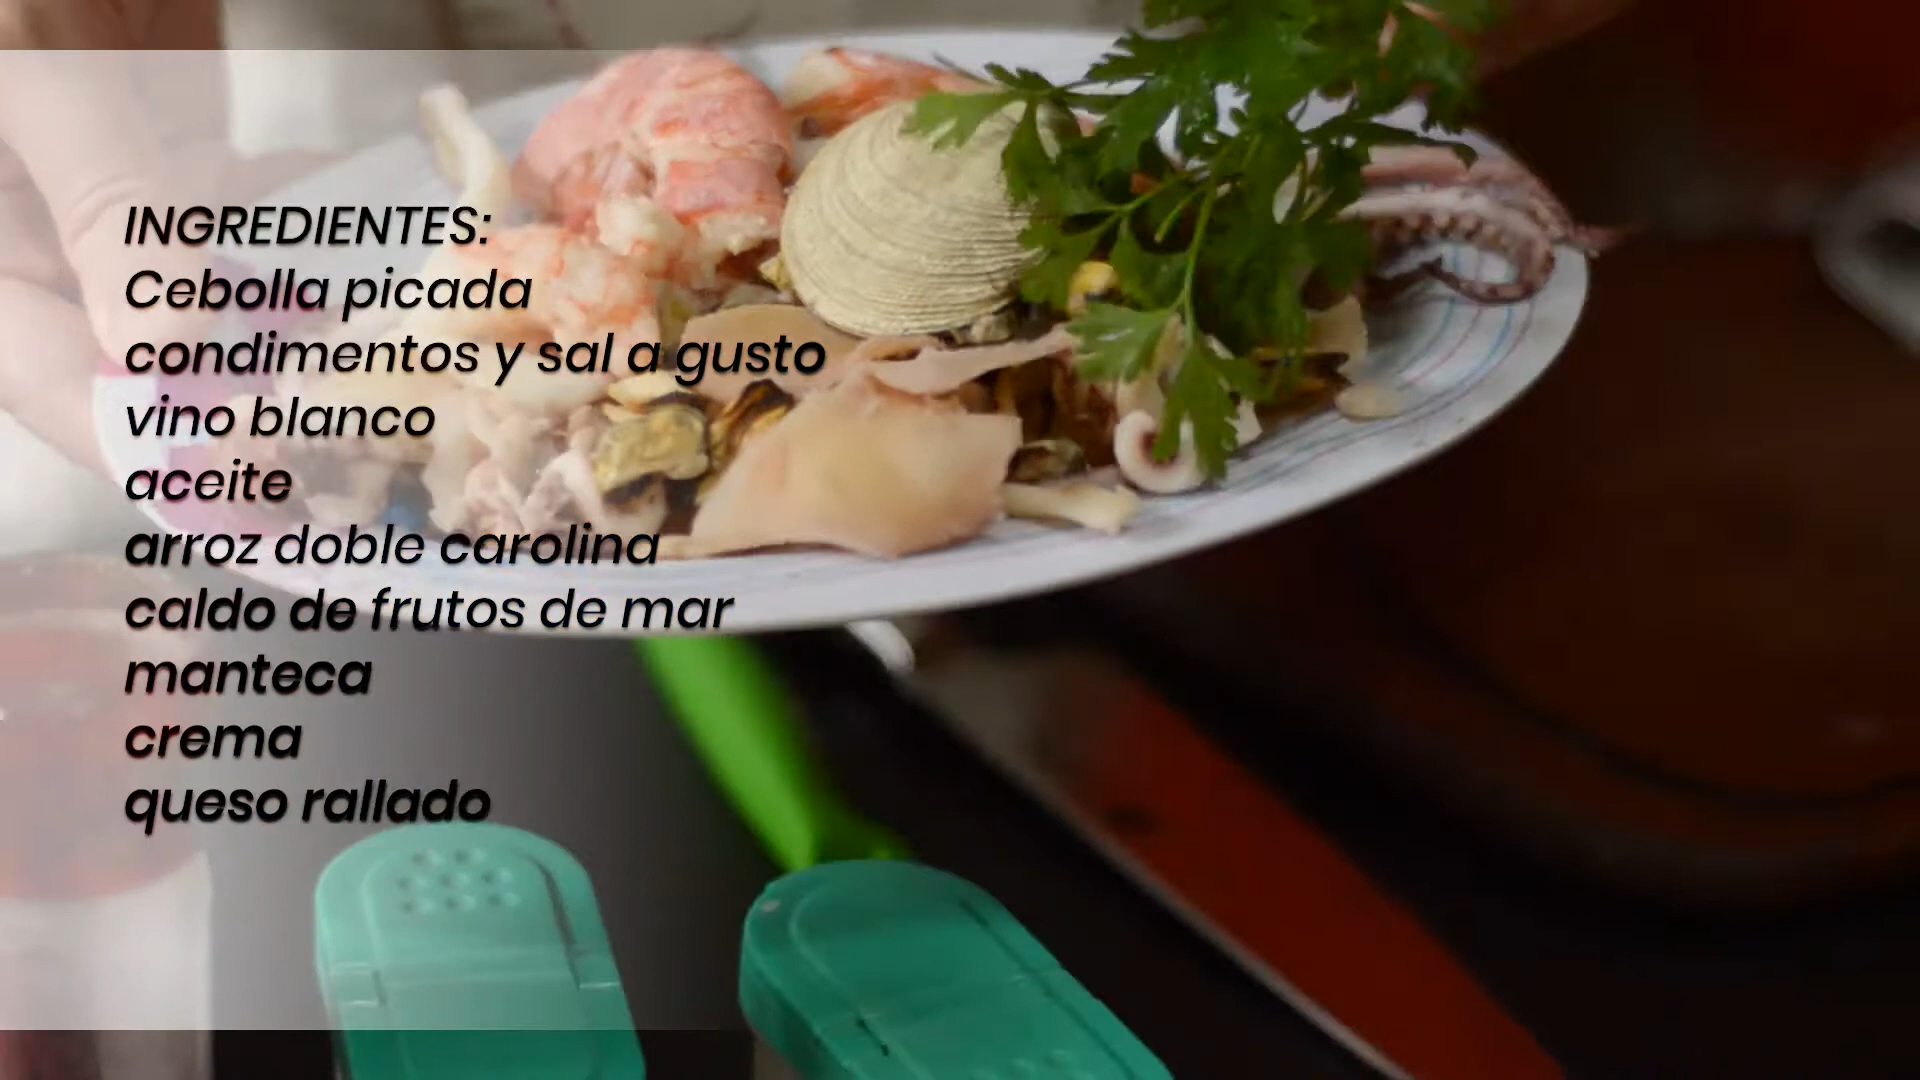 INGREDIENTES:
Cebolla picada
condimentos y sal a gusto
vino blanco
aceite
arroz doble carolina
caldo de frutos de mar
manteca
crema
queso rallado